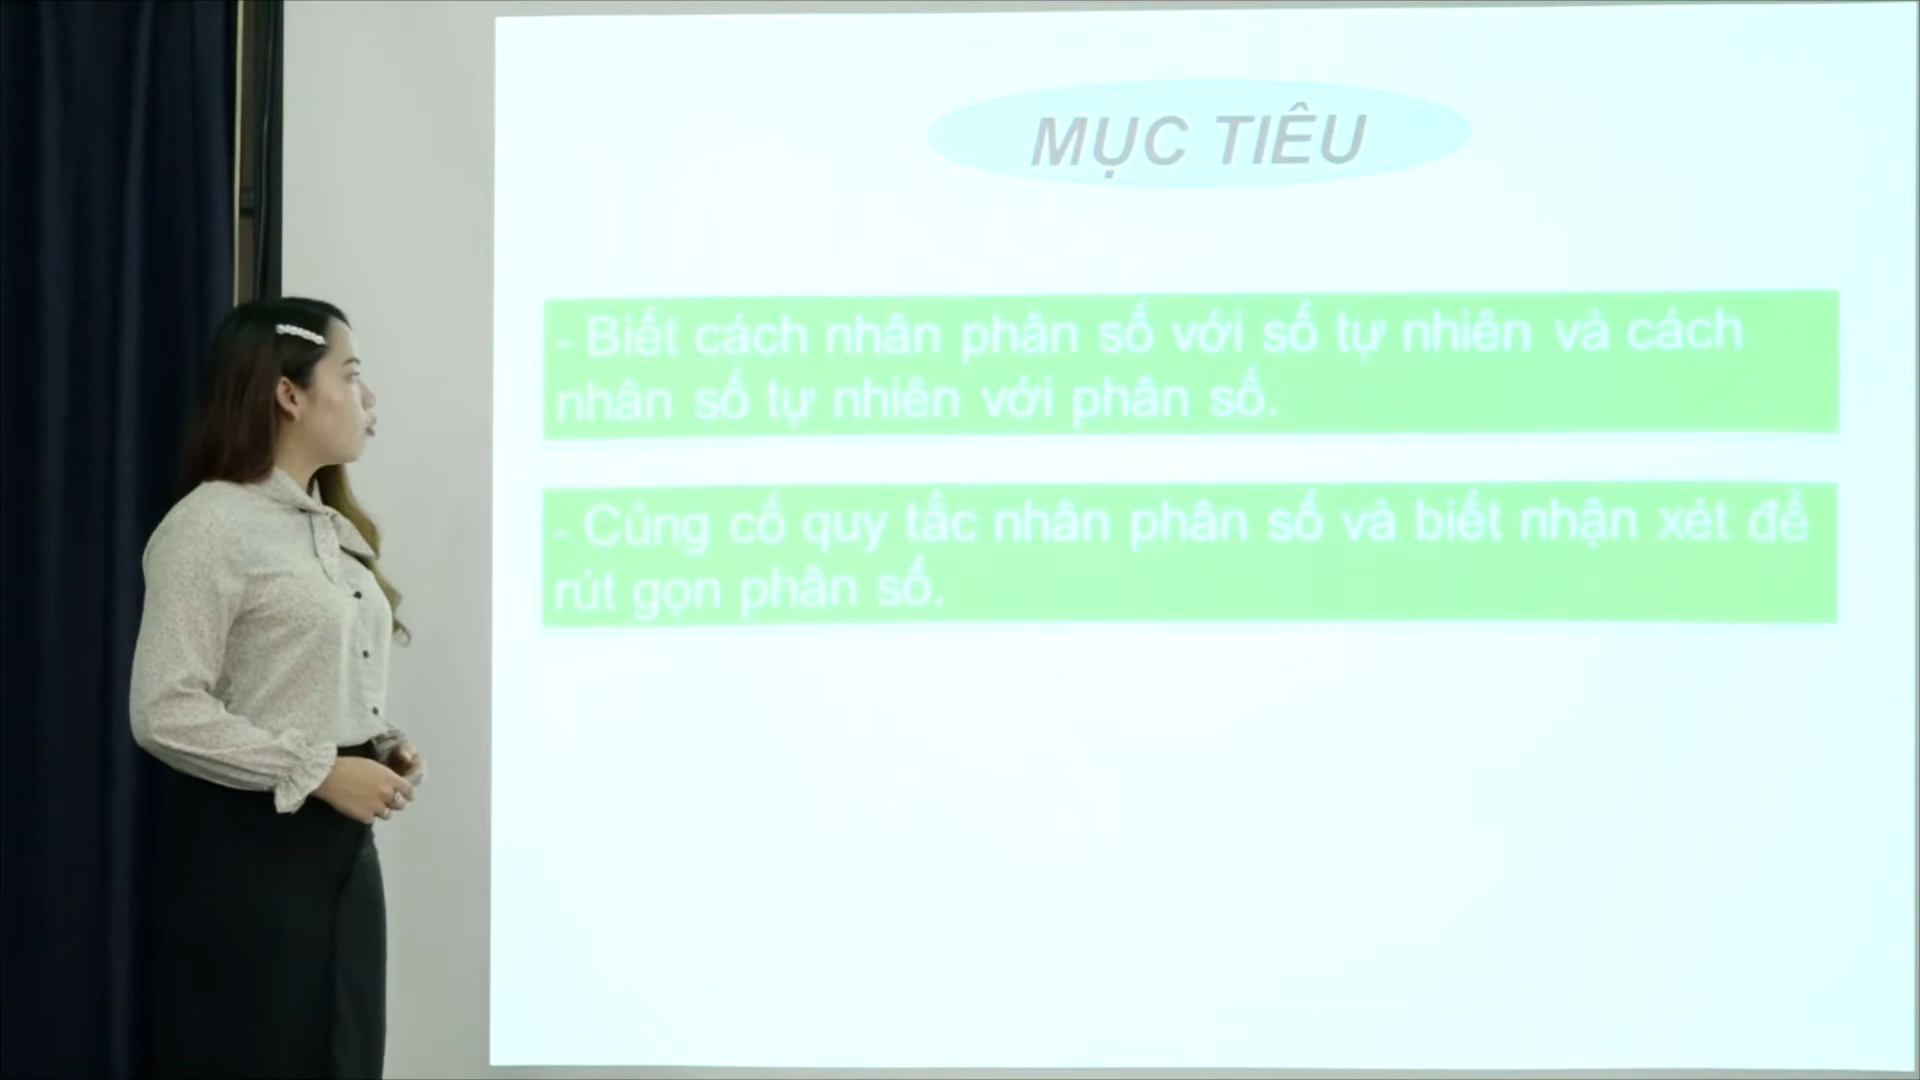 MỤC TIÊU
- Biết cách nhân phân số với số tự nhiên và cách
nhân số tự nhiên với phân số.
- Củng cố quy tắc nhân phân số và biết nhận xét để
rút gọn phân số.